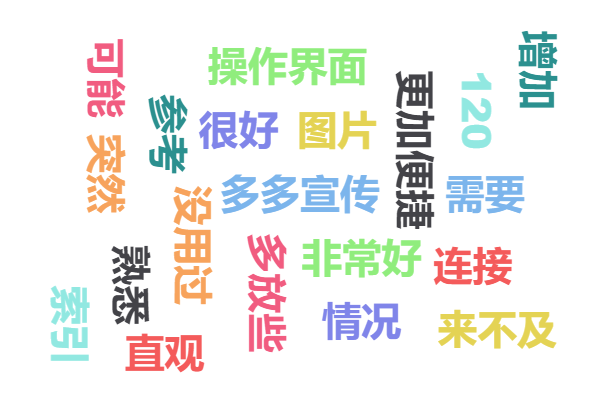 增加
可能
操作界面
更加便捷
120
参考
很好
图片
突然
多多宣传
需要
没用过
多放些
非常好
连接
熟悉
索引
情况
来不及
直观